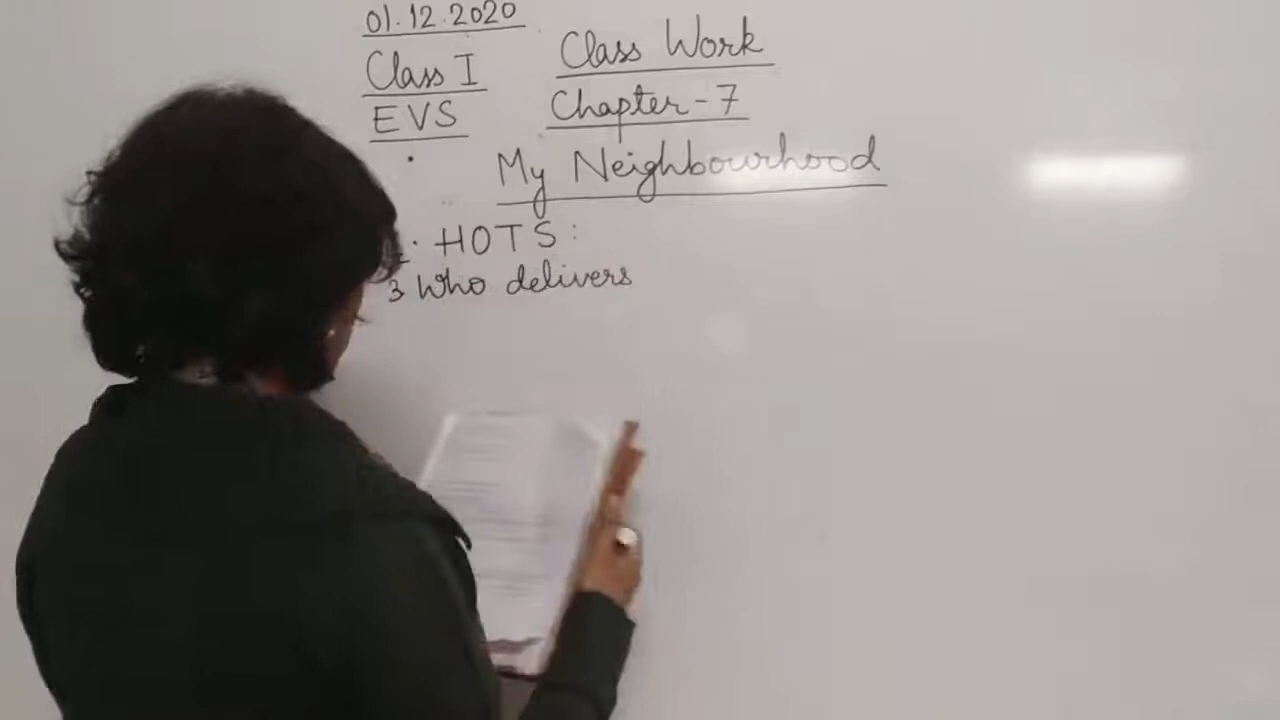 01.12.2020
Class Work
Class I
Chapter-7
EVS
My Neighbourhood
HOTS:
3 Who delivers